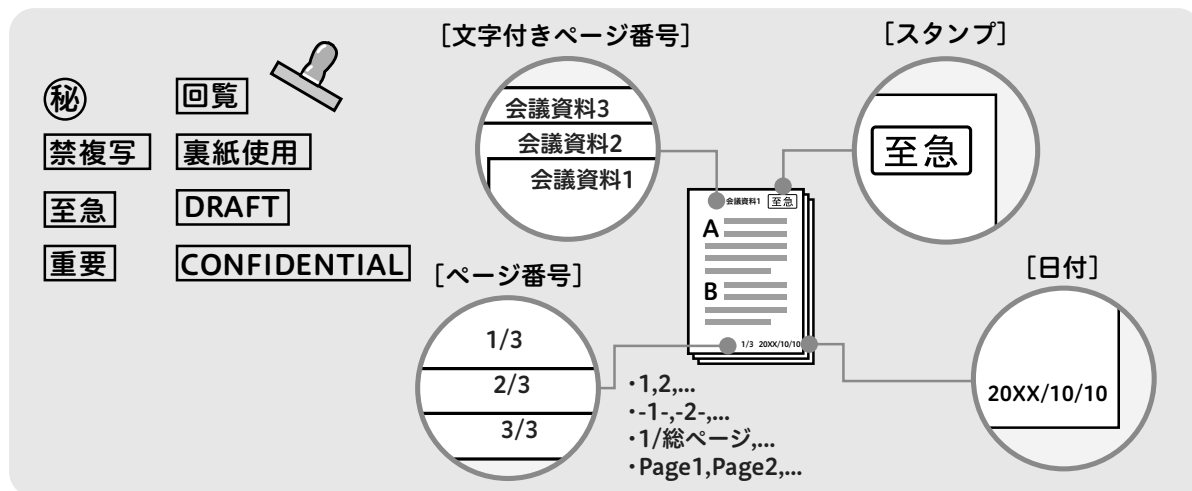 ㊙
回覧
禁複写
裏紙使用
至急
DRAFT
重要
CONFIDENTIAL
［文字付きページ番号］
会議資料3
会議資料2
会議資料1
［スタンプ］
至急
会議資料1 至急
A
B
1/3 20XX/10/10
［ページ番号］
1/3
2/3
3/3
・1,2,...
・-1-,-2-,...
・1/総ページ,...
・Page1,Page2,...
［日付］
20XX/10/10